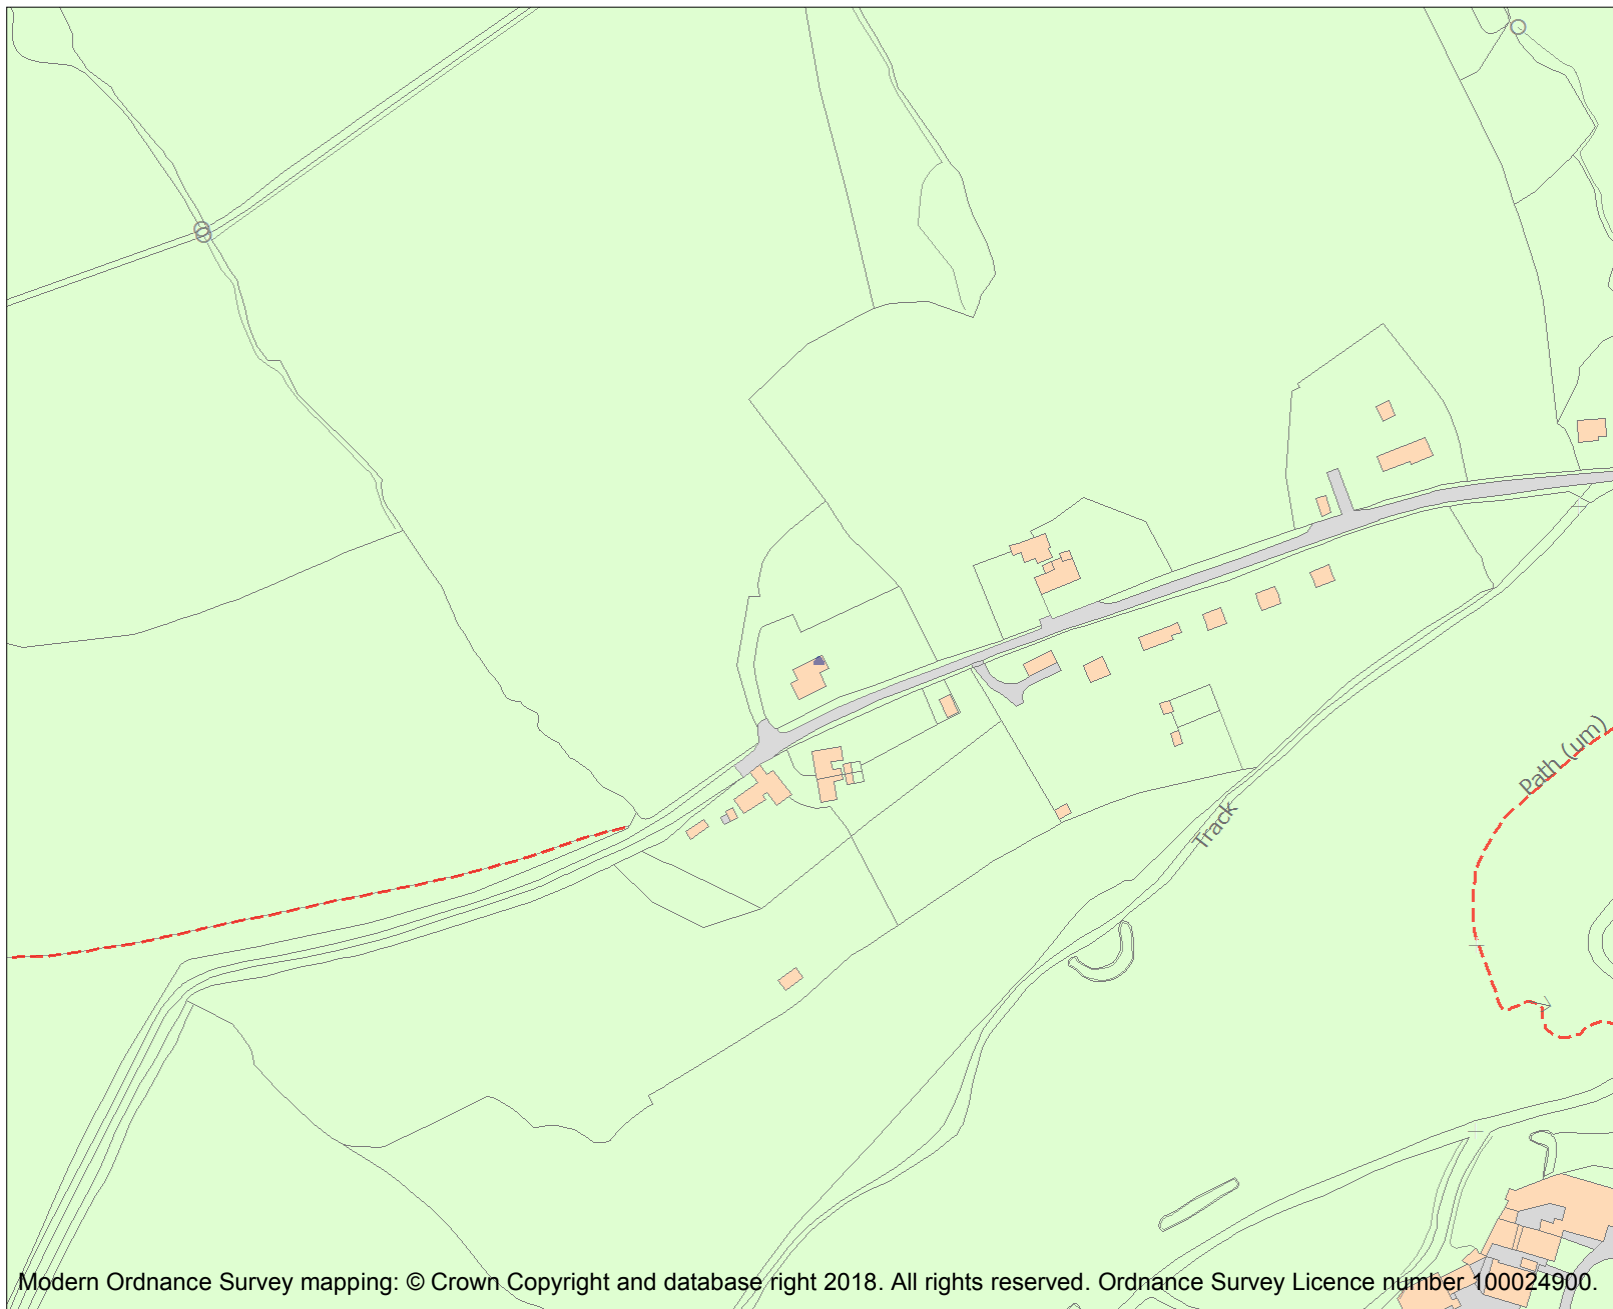 Path (um)
Track
Modern Ordnance Survey mapping: © Crown Copyright and database right 2018. All rights reserved. Ordnance Survey Licence number 100024900.